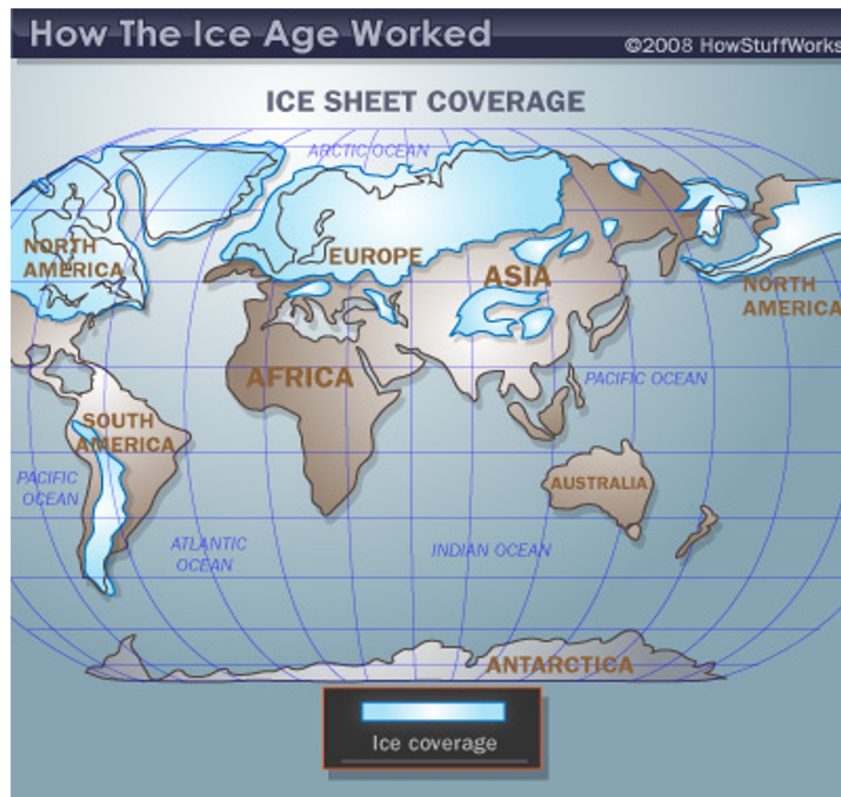 How The Ice Age Worked
©2008 HowStuffWorks
ICE SHEET COVERAGE
ARCTIC OCEAN
NORTH
AMERICA
EUROPE
ASIA
NORTH
AMERICA
AFRICA
PACIFIC OCEAN
SOUTH
AMERICA
PACIFIC
OCEAN
AUSTRALIA
ATLANTIC
OCEAN
INDIAN OCEAN
ANTARCTICA
Ice coverage